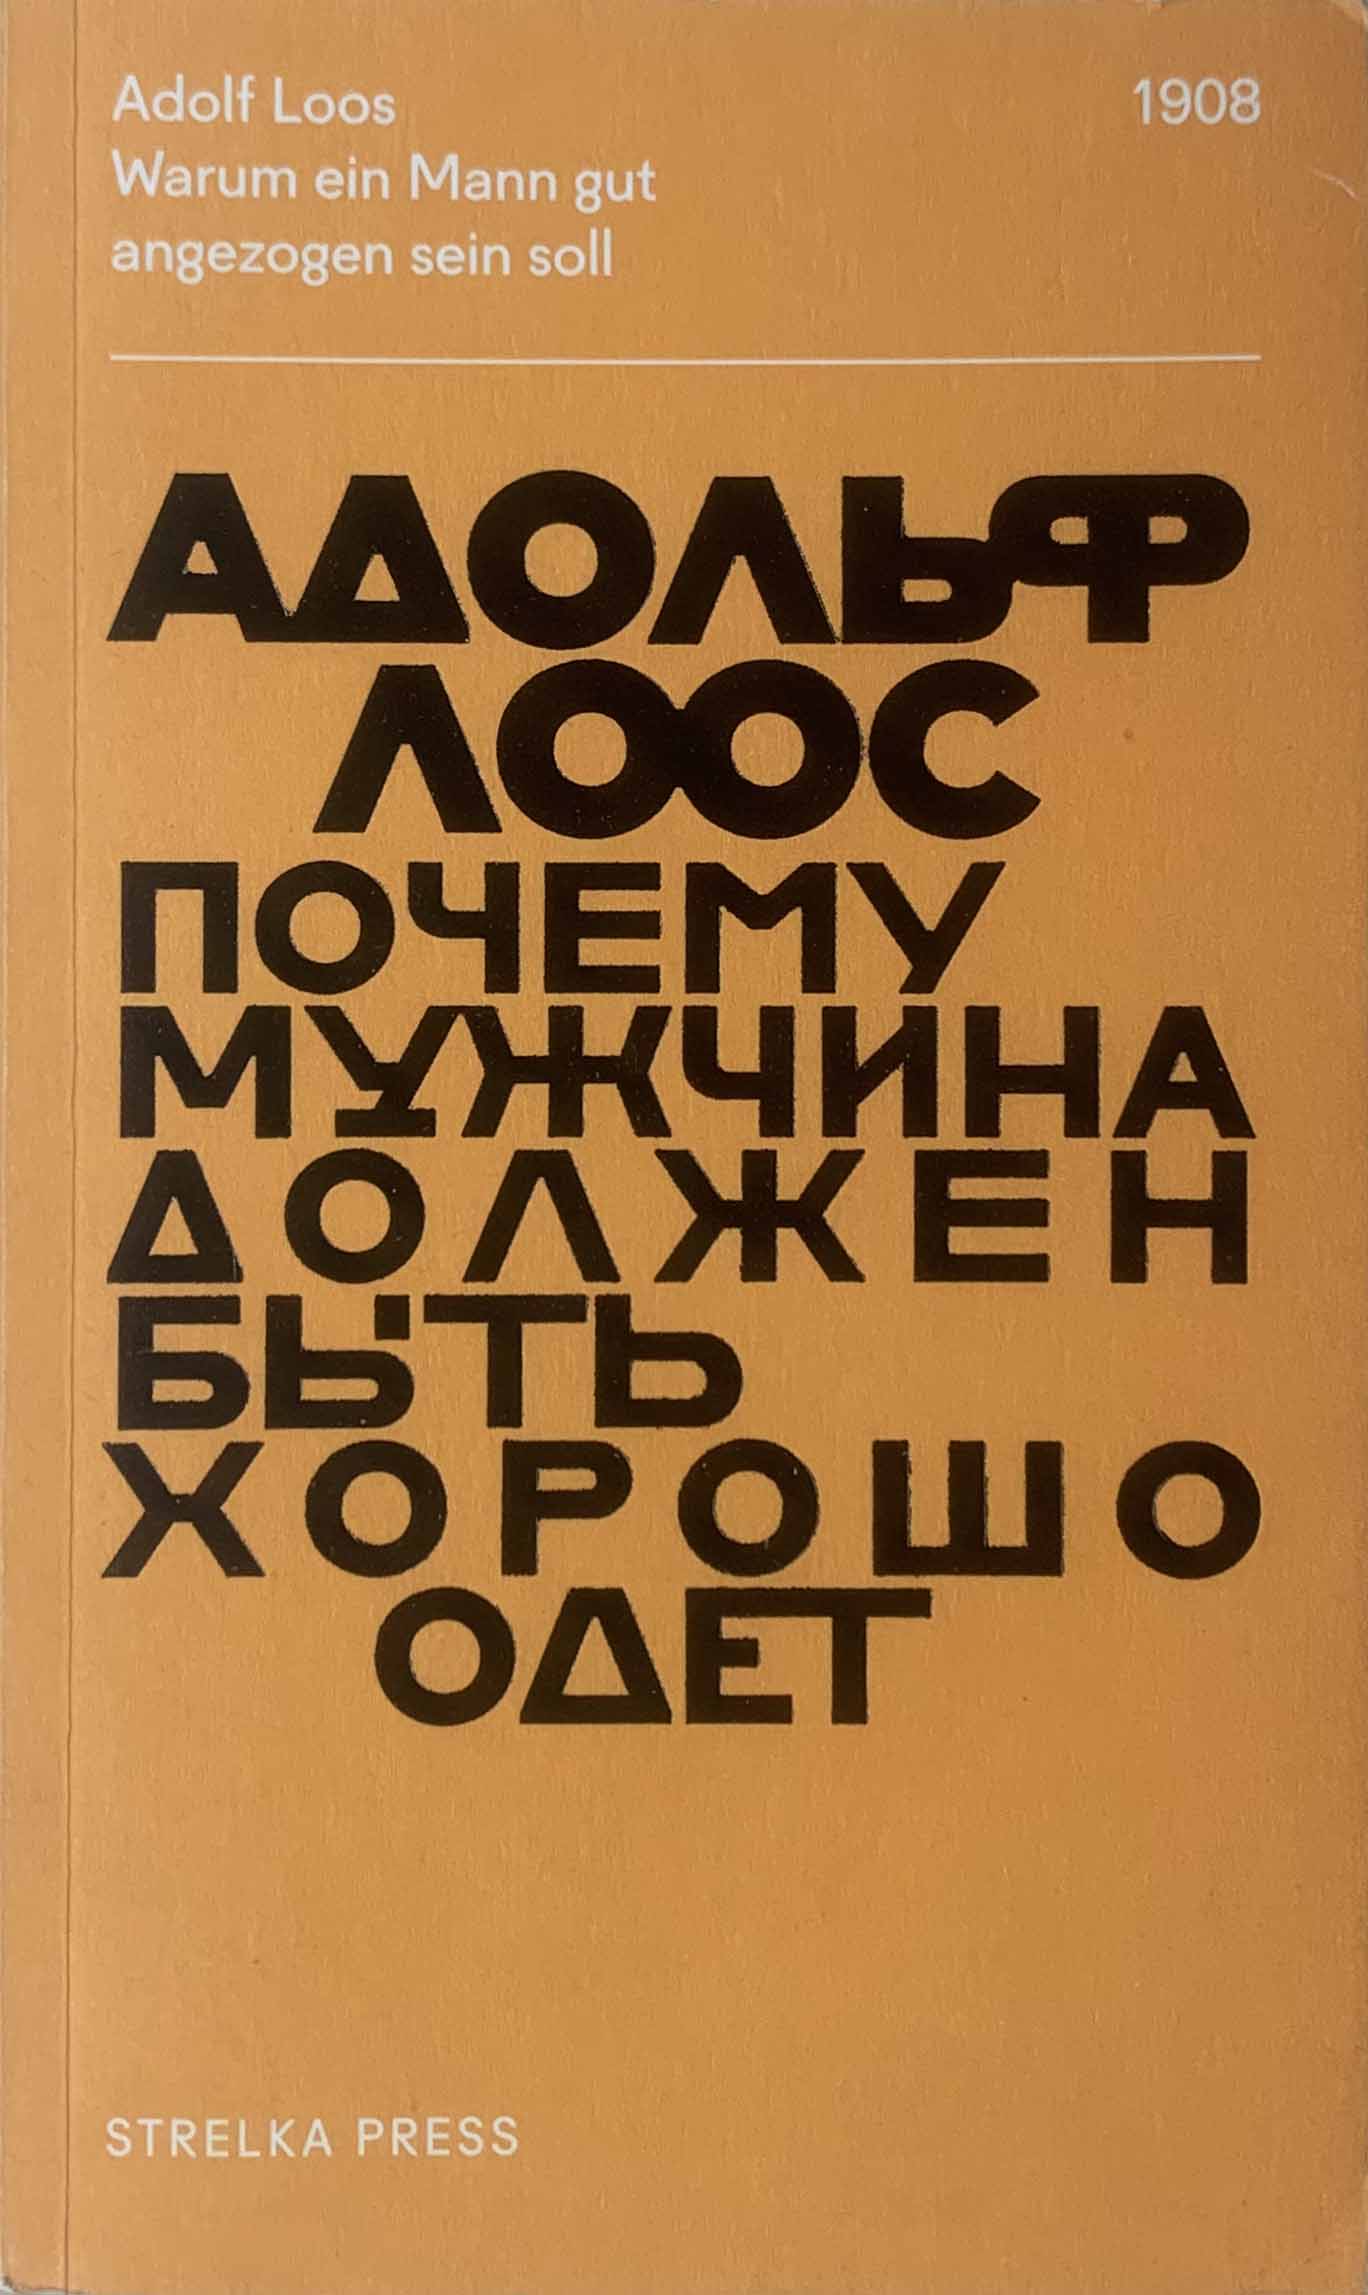 Adolf Loos
1908
Warum ein Mann gut
angezogen sein soll
АДОЛЬФ
ЛООС
ПОЧЕМУ
МУЖЧИНА
ДОЛЖЕН
БЫТЬ
ХОРОШО
ОДЕТ
STRELKA PRESS